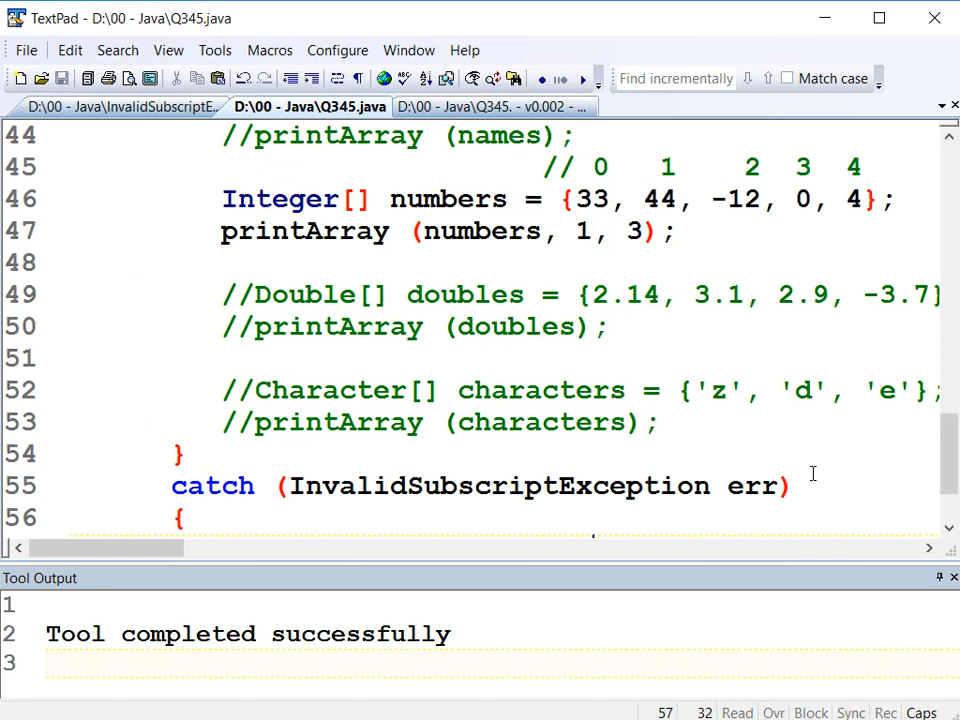 TextPad - D:\00 - Java\Q345.java
File Edit Search View Tools Macros Configure Window Help
Find incrementally Match case
D:\00 - Java\InvalidSubscriptE... D:\00 - Java\Q345.java D:\00 - Java\Q345. - v0.002 - ...
44 //printArray (names);
45 // 0 1 2 3 4
46 Integer[] numbers = {33, 44, -12, 0, 4};
47 printArray (numbers, 1, 3);
48
49 //Double[] doubles = {2.14, 3.1, 2.9, -3.7}
50 //printArray (doubles);
51
52 //Character[] characters = {'z', 'd', 'e'};
53 //printArray (characters);
54 }
55 catch (InvalidSubscriptException err)
56 {
Tool Output
1
2 Tool completed successfully
3
57 32 Read Ovr Block Sync Rec Caps